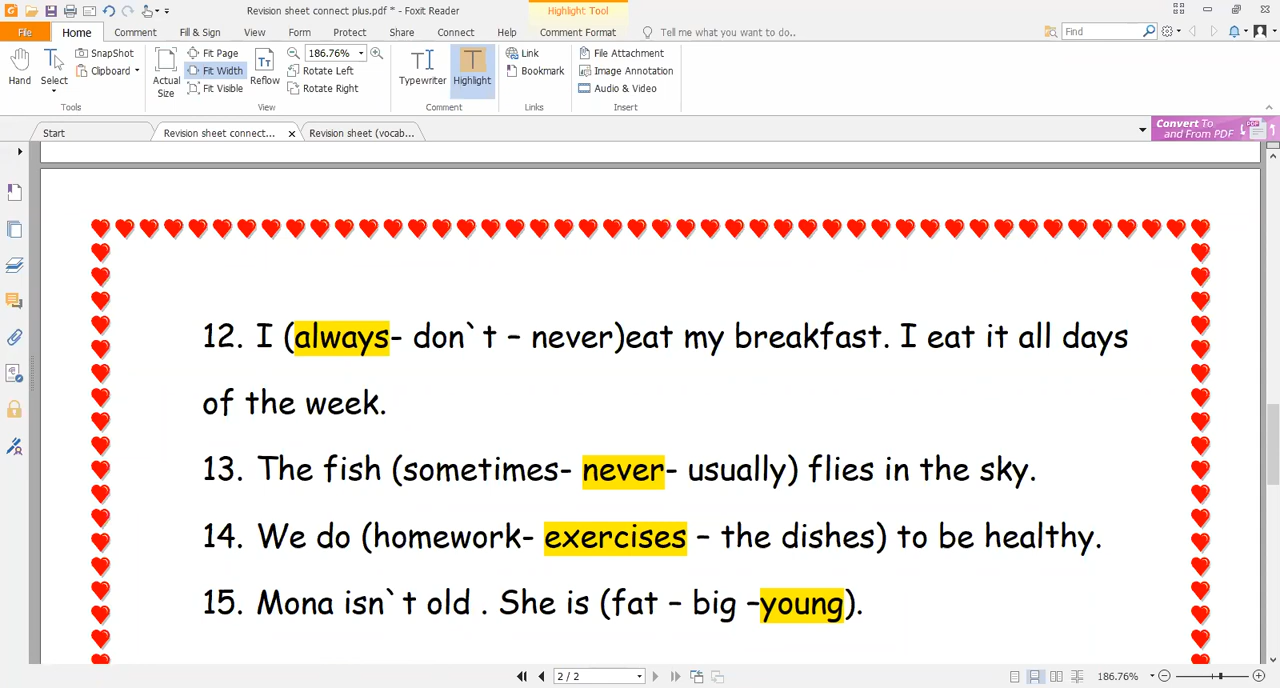 Revision sheet connect plus.pdf * - Foxit Reader
Highlight Tool
File Home Comment View Form Protect Share Connect Help Comment Format Tell me what you want to do.. Find
Fill & Sign
Hand Select SnapShot Clipboard Actual Size Fit Page Fit Width Fit Visible Reflow 186.76% Rotate Left Rotate Right Typewriter Highlight Link Bookmark File Attachment Image Annotation Audio & Video
Tools View Comment Links Insert
Start Revision sheet connect... Revision sheet (vocab... Convert To and From PDF
12. I (always- don`t – never)eat my breakfast. I eat it all days
of the week.
13. The fish (sometimes- never- usually) flies in the sky.
14. We do (homework- exercises – the dishes) to be healthy.
15. Mona isn`t old . She is (fat – big –young).
2 / 2 186.76%